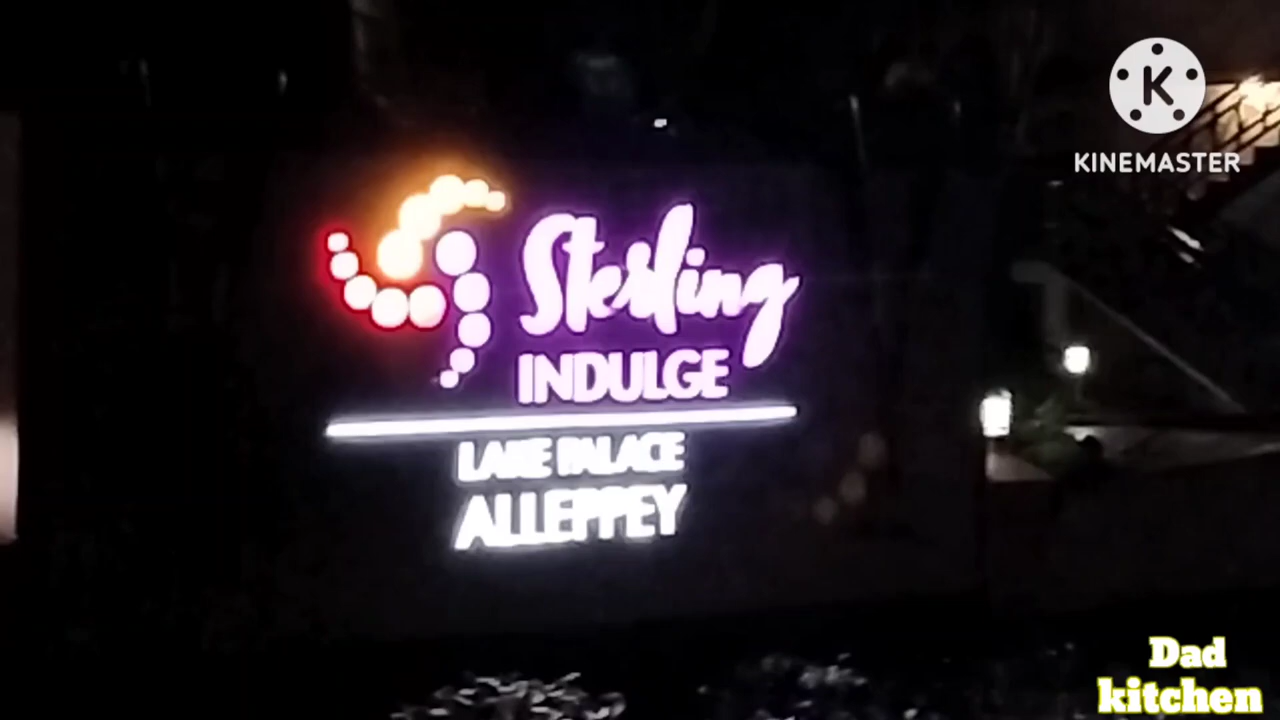 K
KINEMASTER
Sterling
INDULGE
LAKE PALACE
ALLEPPEY
Dad
kitchen